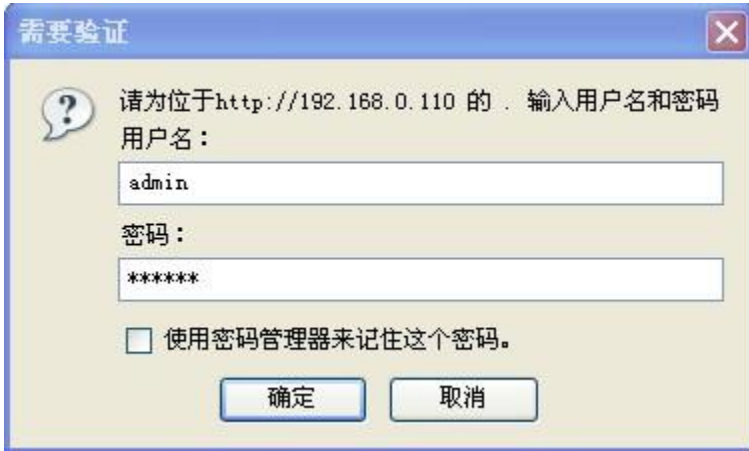 需要验证
请为位于http://192.168.0.110 的 . 输入用户名和密码
用户名：
admin
密码：
******
使用密码管理器来记住这个密码。
确定 取消